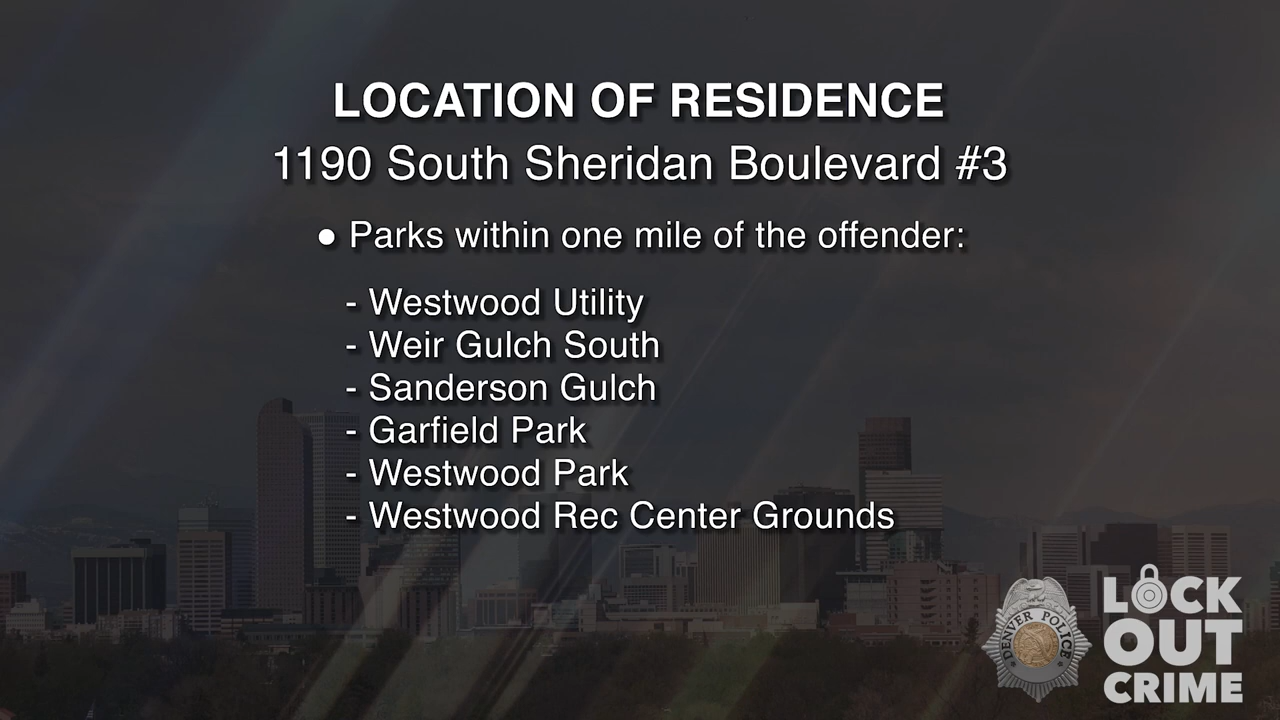 LOCATION OF RESIDENCE
1190 South Sheridan Boulevard #3
● Parks within one mile of the offender:
- Westwood Utility
- Weir Gulch South
- Sanderson Gulch
- Garfield Park
- Westwood Park
- Westwood Rec Center Grounds
DENVER POLICE
LOCK
OUT
CRIME